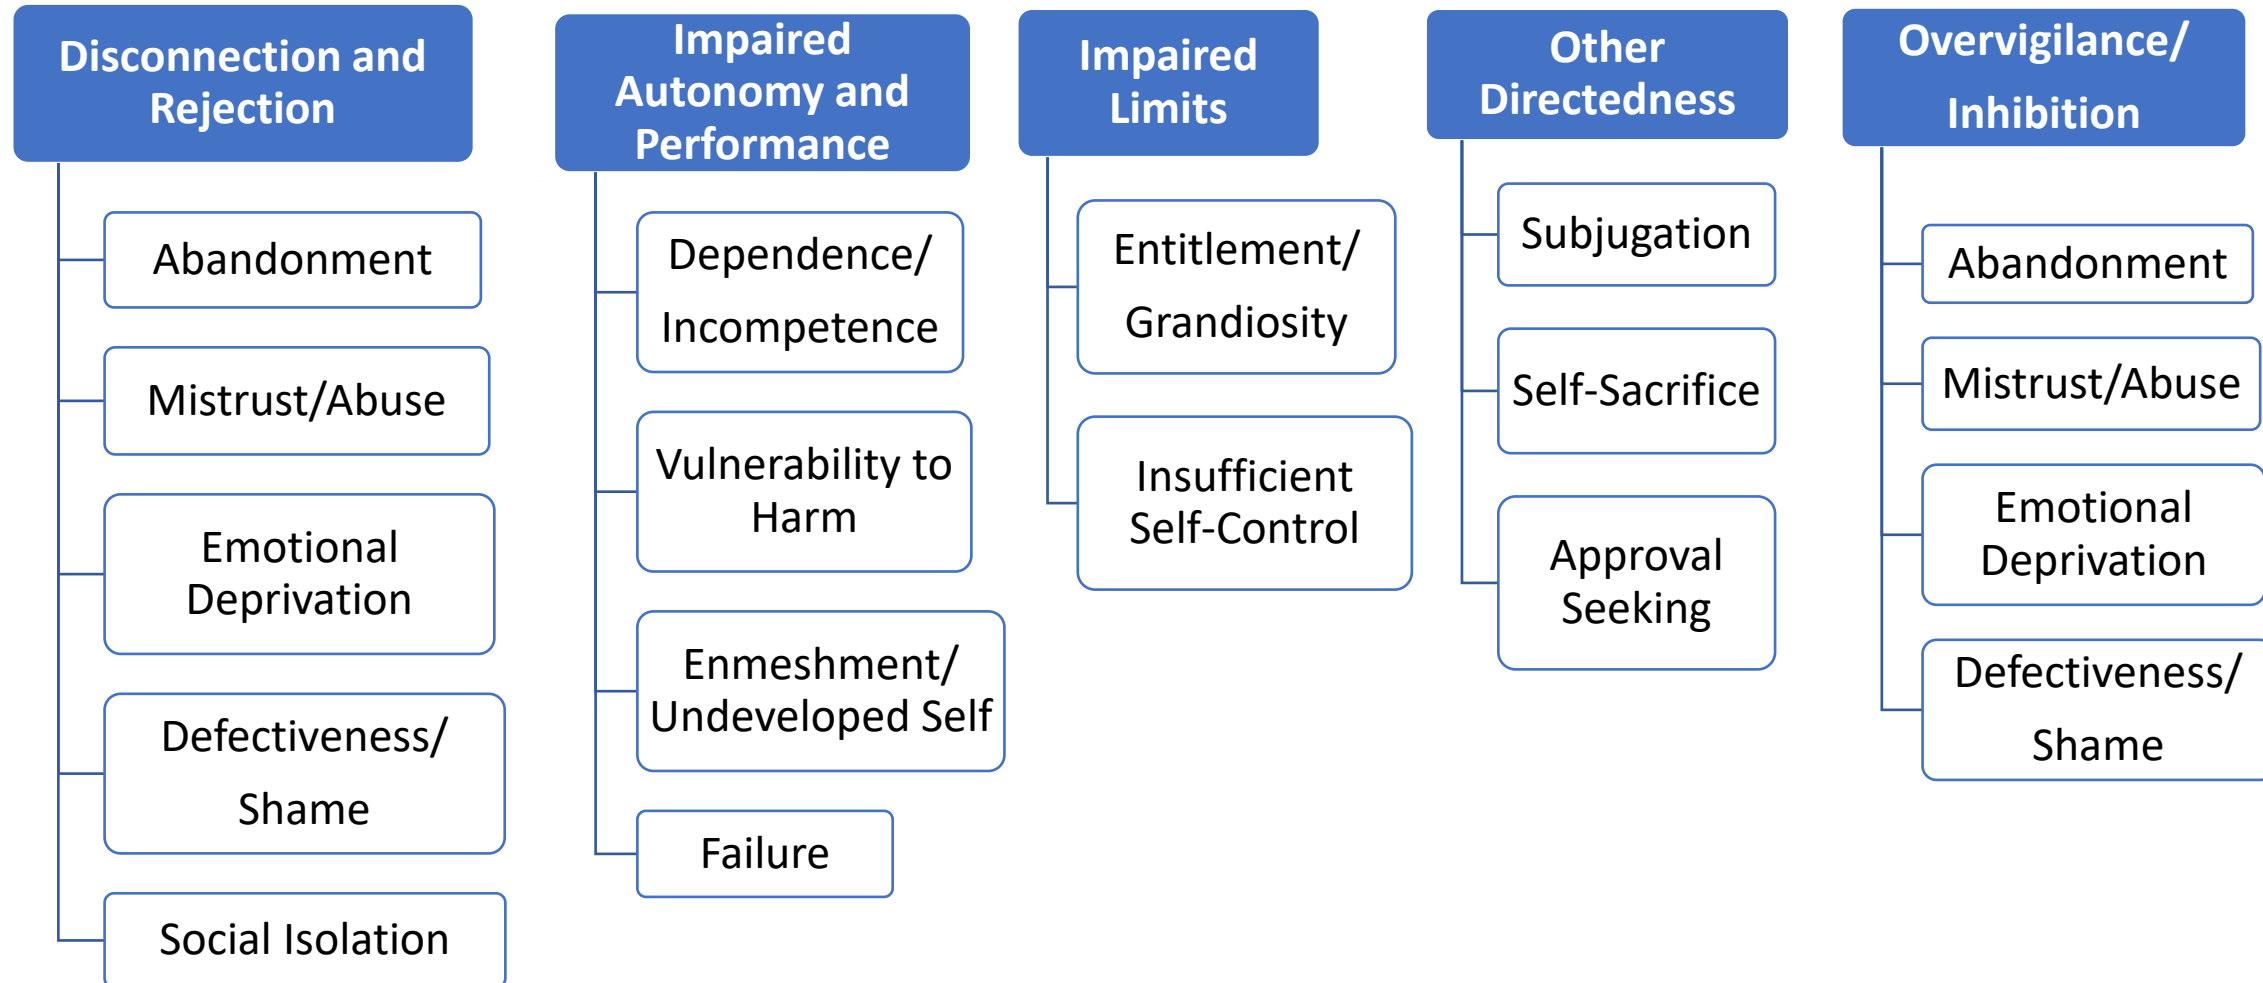 Disconnection and
Rejection
Abandonment
Mistrust/Abuse
Emotional
Deprivation
Defectiveness/
Shame
Social Isolation
Impaired
Autonomy and
Performance
Dependence/
Incompetence
Vulnerability to
Harm
Enmeshment/
Undeveloped Self
Failure
Impaired
Limits
Entitlement/
Grandiosity
Insufficient
Self-Control
Other
Directedness
Subjugation
Self-Sacrifice
Approval
Seeking
Overvigilance/
Inhibition
Abandonment
Mistrust/Abuse
Emotional
Deprivation
Defectiveness/
Shame